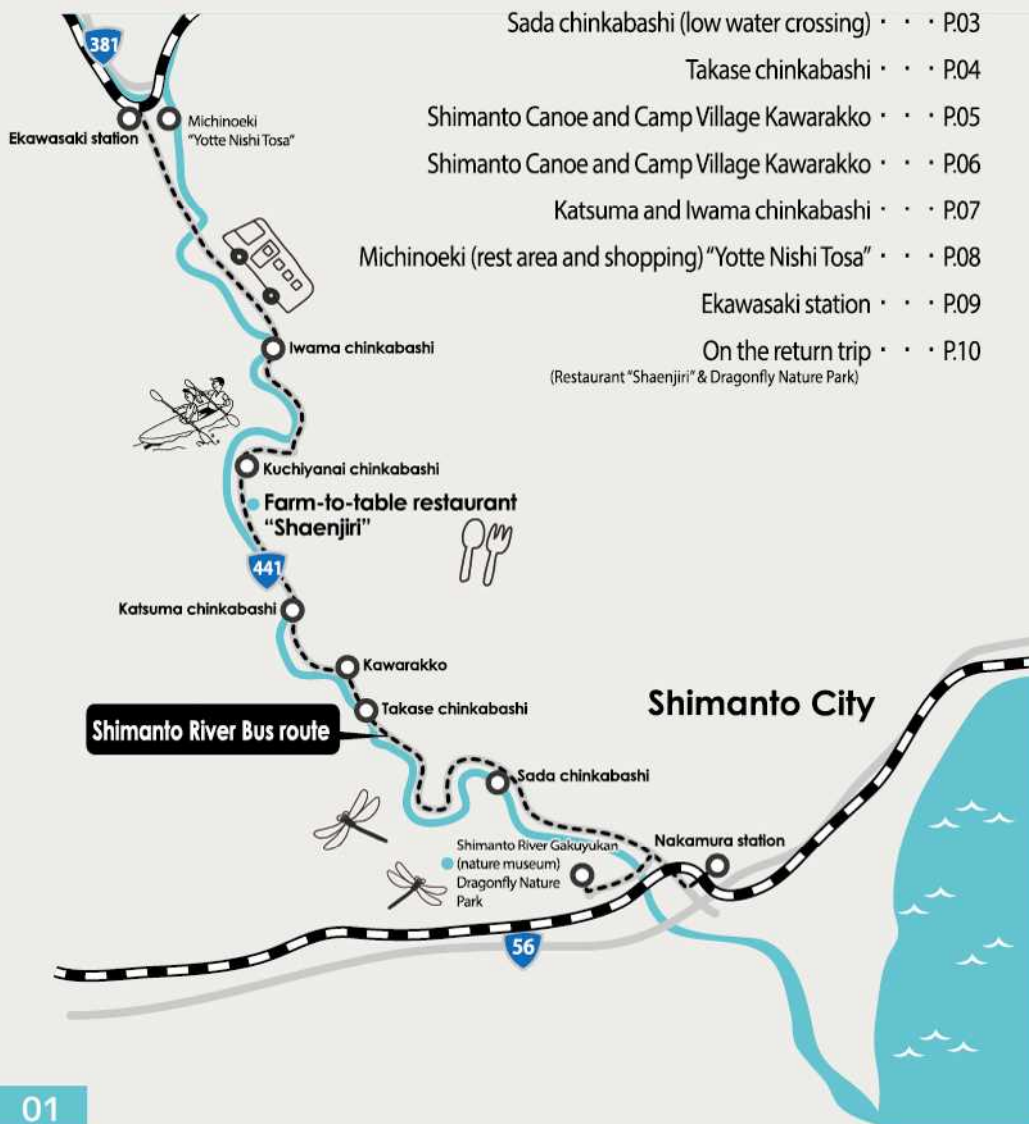 Sada chinkabashi (low water crossing) · · · P.03
Takase chinkabashi · · · P.04
Shimanto Canoe and Camp Village Kawarakko · · · P.05
Shimanto Canoe and Camp Village Kawarakko · · · P.06
Katsuma and Iwama chinkabashi · · · P.07
Michinoeki (rest area and shopping) "Yotte Nishi Tosa" · · · P.08
Ekawasaki station · · · P.09
On the return trip · · · P.10
(Restaurant "Shaenjiri" & Dragonfly Nature Park)
381
Ekawasaki station
Michinoeki
"Yotte Nishi Tosa"
Iwama chinkabashi
Kuchiyanai chinkabashi
Farm-to-table restaurant
“Shaenjiri”
441
Katsuma chinkabashi
Kawarakko
Takase chinkabashi
Shimanto City
Shimanto River Bus route
Sada chinkabashi
Nakamura station
Shimanto River Gakuyukan
(nature museum)
Dragonfly Nature
Park
56
01